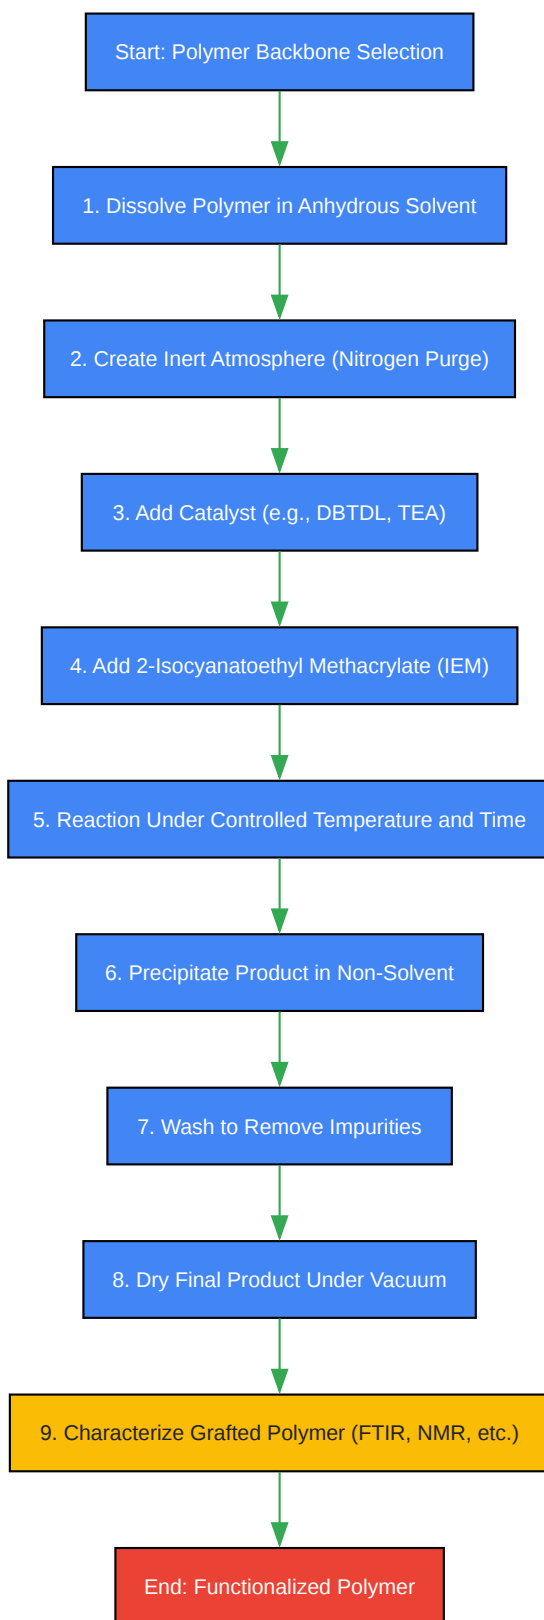 Start: Polymer Backbone Selection
1. Dissolve Polymer in Anhydrous Solvent
2. Create Inert Atmosphere (Nitrogen Purge)
3. Add Catalyst (e.g., DBTDL, TEA)
4. Add 2-Isocyanatoethyl Methacrylate (IEM)
5. Reaction Under Controlled Temperature and Time
6. Precipitate Product in Non-Solvent
7. Wash to Remove Impurities
8. Dry Final Product Under Vacuum
9. Characterize Grafted Polymer (FTIR, NMR, etc.)
End: Functionalized Polymer